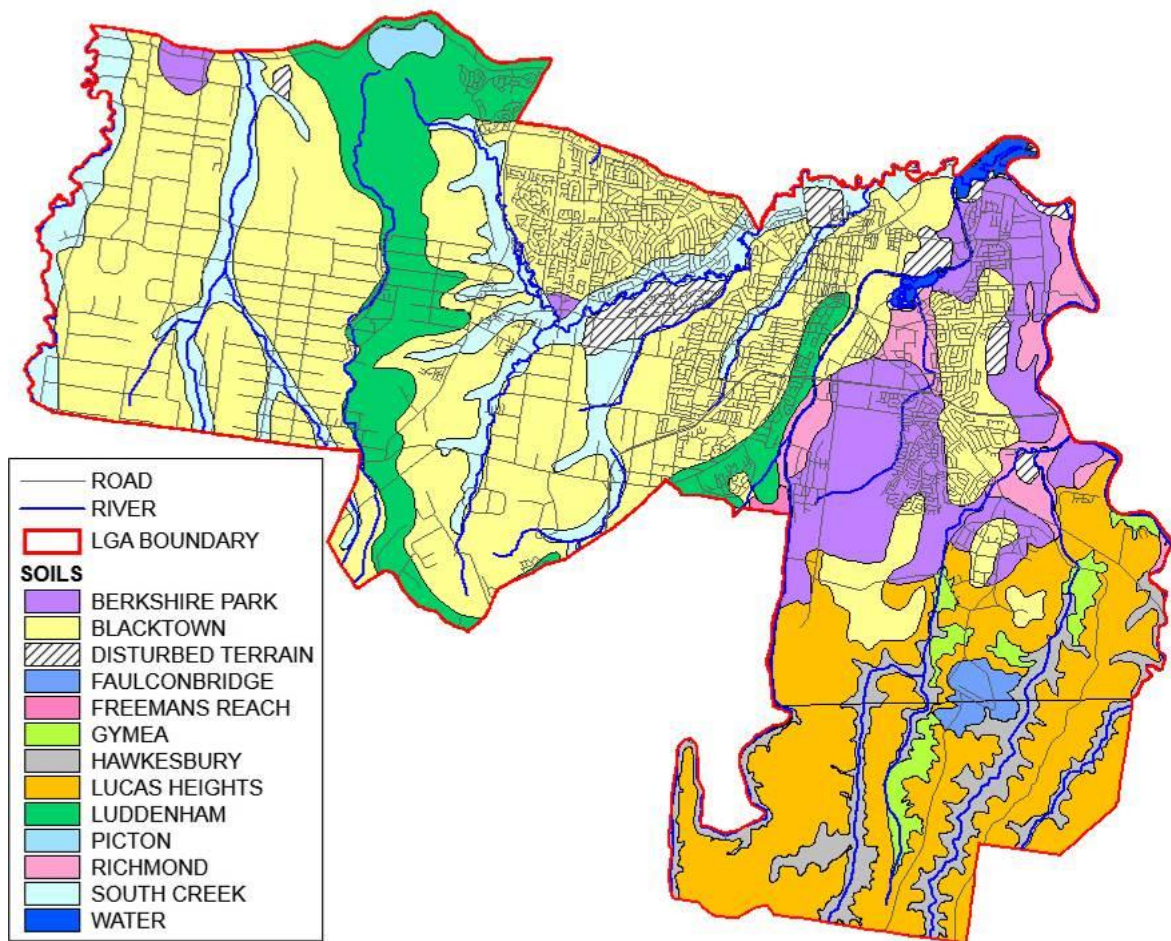 ROAD
RIVER
LGA BOUNDARY
SOILS
BERKSHIRE PARK
BLACKTOWN
DISTURBED TERRAIN
FAULCONBRIDGE
FREEMANS REACH
GYMEA
HAWKESBURY
LUCAS HEIGHTS
LUDDENHAM
PICTON
RICHMOND
SOUTH CREEK
WATER